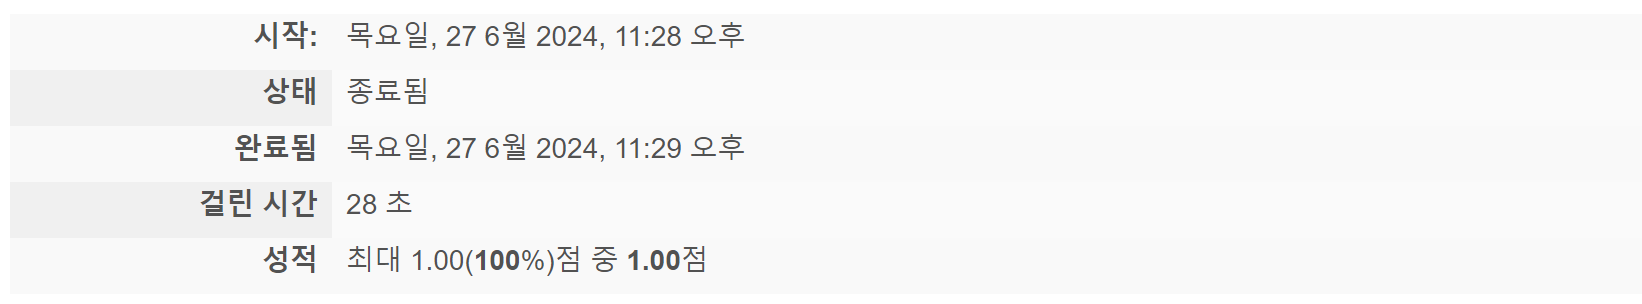 시작: 목요일, 27 6월 2024, 11:28 오후
상태 종료됨
완료됨 목요일, 27 6월 2024, 11:29 오후
걸린 시간 28 초
성적 최대 1.00(100%)점 중 1.00점